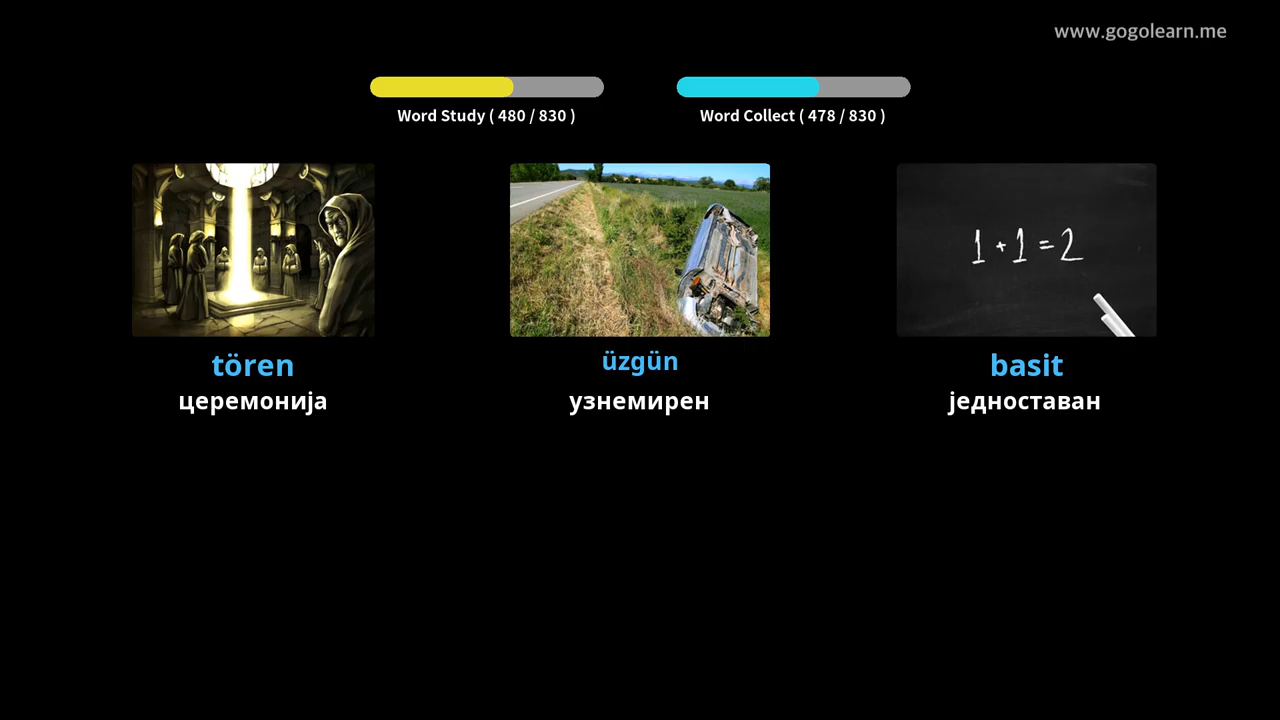 www.gogolearn.me
Word Study ( 480 / 830 )
Word Collect ( 478 / 830 )
1 + 1 = 2
tören
üzgün
basit
церемонија
узнемирен
једноставан